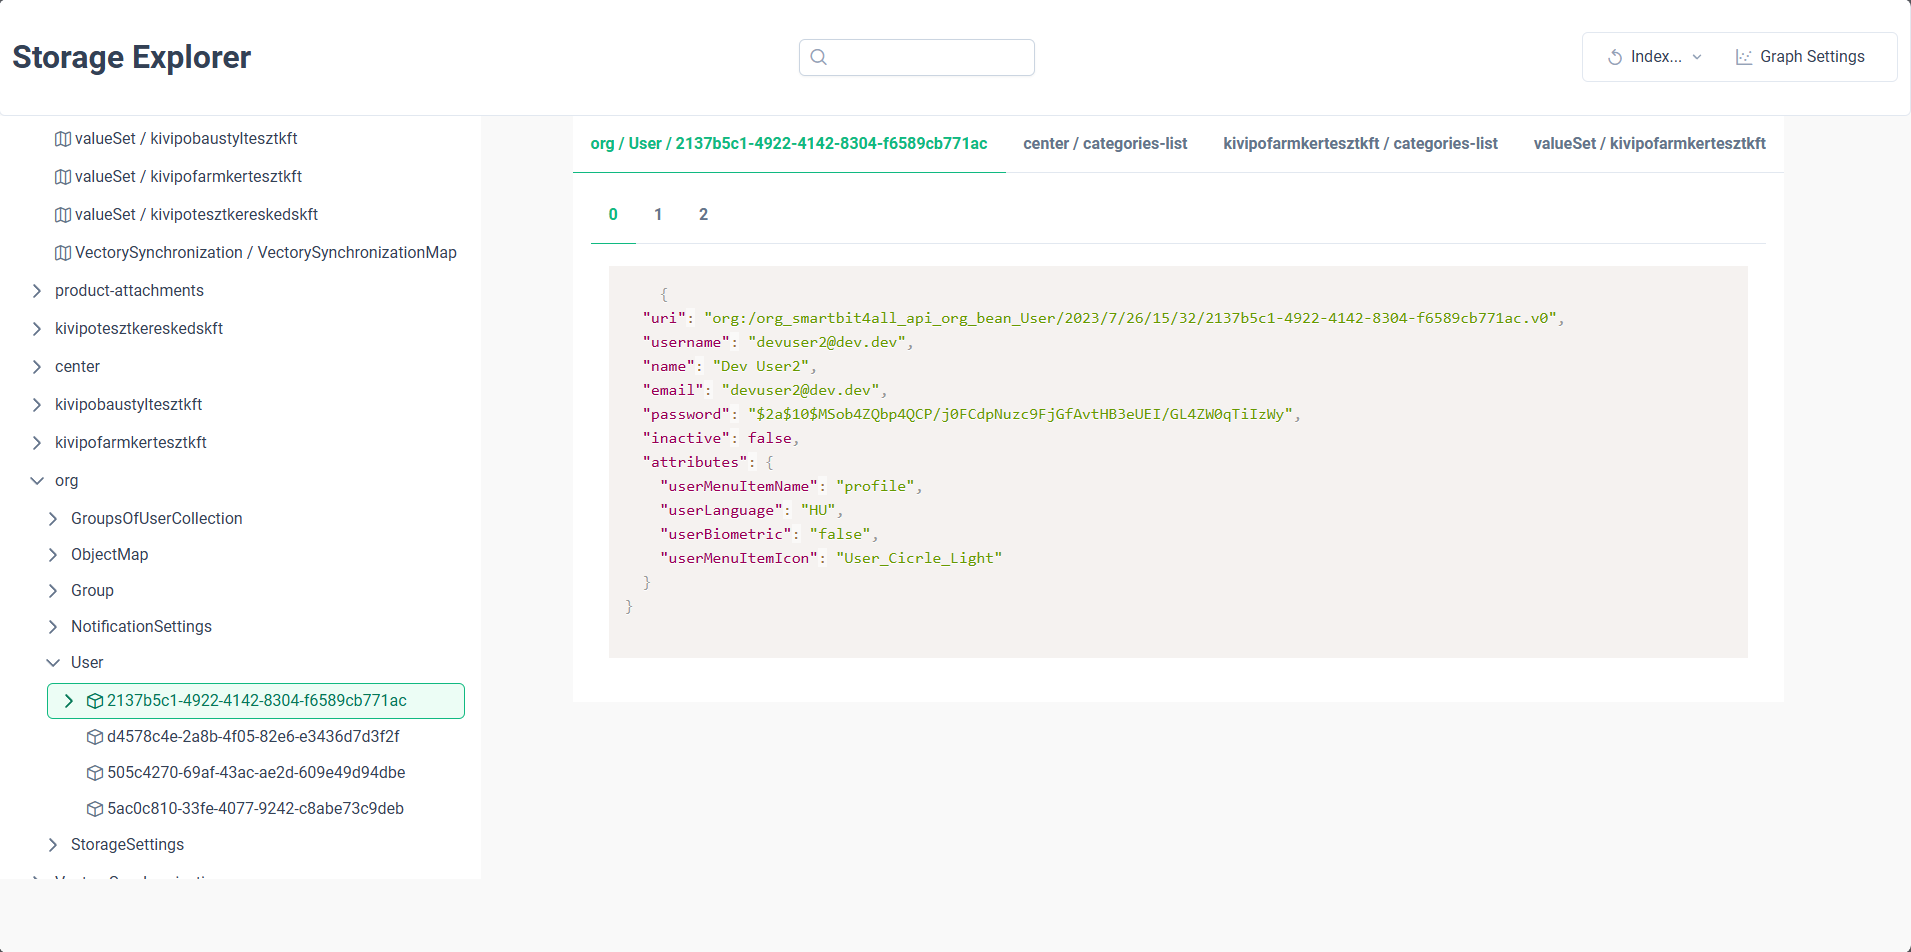 Storage Explorer
Index...
Graph Settings
valueSet / kivipobaustyltesztkft
valueSet / kivipofarmkertesztkft
valueSet / kivipotesztkereskedskft
VectorySynchronization / VectorySynchronizationMap
product-attachments
kivipotesztkereskedskft
center
kivipobaustyltesztkft
kivipofarmkertesztkft
org
GroupsOfUserCollection
ObjectMap
Group
NotificationSettings
User
2137b5c1-4922-4142-8304-f6589cb771ac
d4578c4e-2a8b-4f05-82e6-e3436d7d3f2f
505c4270-69af-43ac-ae2d-609e49d94dbe
5ac0c810-33fe-4077-9242-c8abe73c9deb
StorageSettings
org / User / 2137b5c1-4922-4142-8304-f6589cb771ac
center / categories-list
kivipofarmkertesztkft / categories-list
valueSet / kivipofarmkertesztkft
0 1 2
{
"uri": "org:/org_smartbit4all_api_org_bean_User/2023/7/26/15/32/2137b5c1-4922-4142-8304-f6589cb771ac.v0",
"username": "devuser2@dev.dev",
"name": "Dev User2",
"email": "devuser2@dev.dev",
"password": "$2a$10$MSob4ZQbp4QCP/j0FCdpNuzc9FjGfAvtHB3eUEI/GL4ZW0qTiIzWy",
"inactive": false,
"attributes": {
"userMenuItemName": "profile",
"userLanguage": "HU",
"userBiometric": "false",
"userMenuItemIcon": "User_Cicrle_Light"
}
}